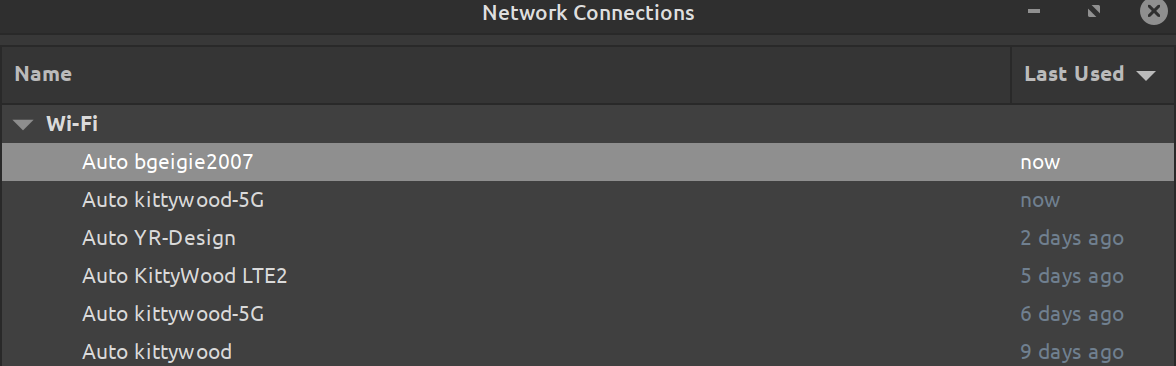 Network Connections
Name Last Used
Wi-Fi
Auto bgeigie2007 now
Auto kittywood-5G now
Auto YR-Design 2 days ago
Auto KittyWood LTE2 5 days ago
Auto kittywood-5G 6 days ago
Auto kittywood 9 days ago